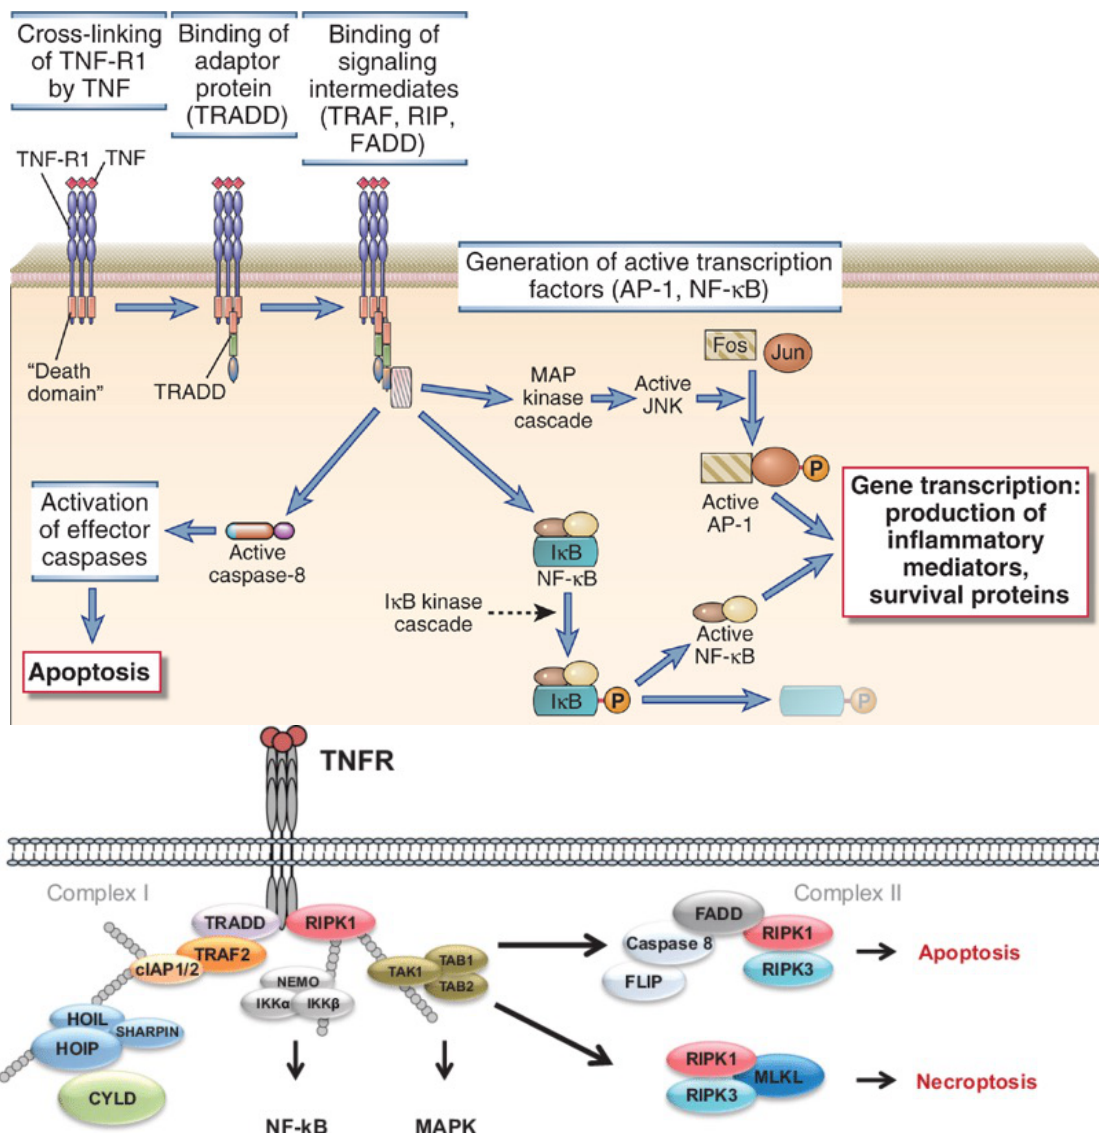 Cross-linking
of TNF-R1
by TNF
Binding of
adaptor
protein
(TRADD)
Binding of
signaling
intermediates
(TRAF, RIP,
FADD)
TNF-R1
TNF
Generation of active transcription
factors (AP-1, NF-κB)
"Death
domain"
TRADD
MAP
kinase
cascade
Active
JNK
Fos
Jun
P
Active
AP-1
Gene transcription:
production of
inflammatory
mediators,
survival proteins
Activation
of effector
caspases
Active
caspase-8
Apoptosis
IκB
NF-κB
IκB kinase
cascade
Active
NF-κB
IκB
P
P
TNFR
Complex I
TRADD
RIPK1
TRAF2
cIAP1/2
NEMO
IKKα
IKKβ
TAK1
TAB1
TAB2
HOIL
SHARPIN
HOIP
CYLD
NF-kB
MAPK
Complex II
FADD
Caspase 8
RIPK1
FLIP
RIPK3
Apoptosis
RIPK1
MLKL
RIPK3
Necroptosis